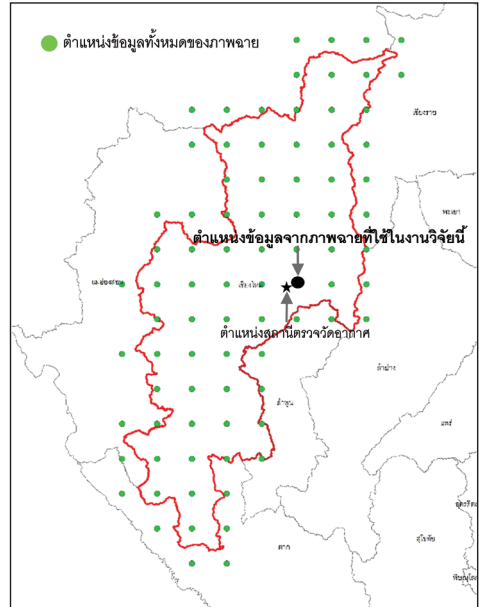 ตำแหน่งข้อมูลทั้งหมดของภาพฉาย
เชียงราย
พะเยา
ตำแหน่งข้อมูลจากภาพฉายที่ใช้ในงานวิจัยนี้
แม่ฮ่องสอน
เชียงใหม่
ตำแหน่งสถานีตรวจวัดอากาศ
ลำปาง
ลำพูน
แพร่
สุโขทัย
ตาก